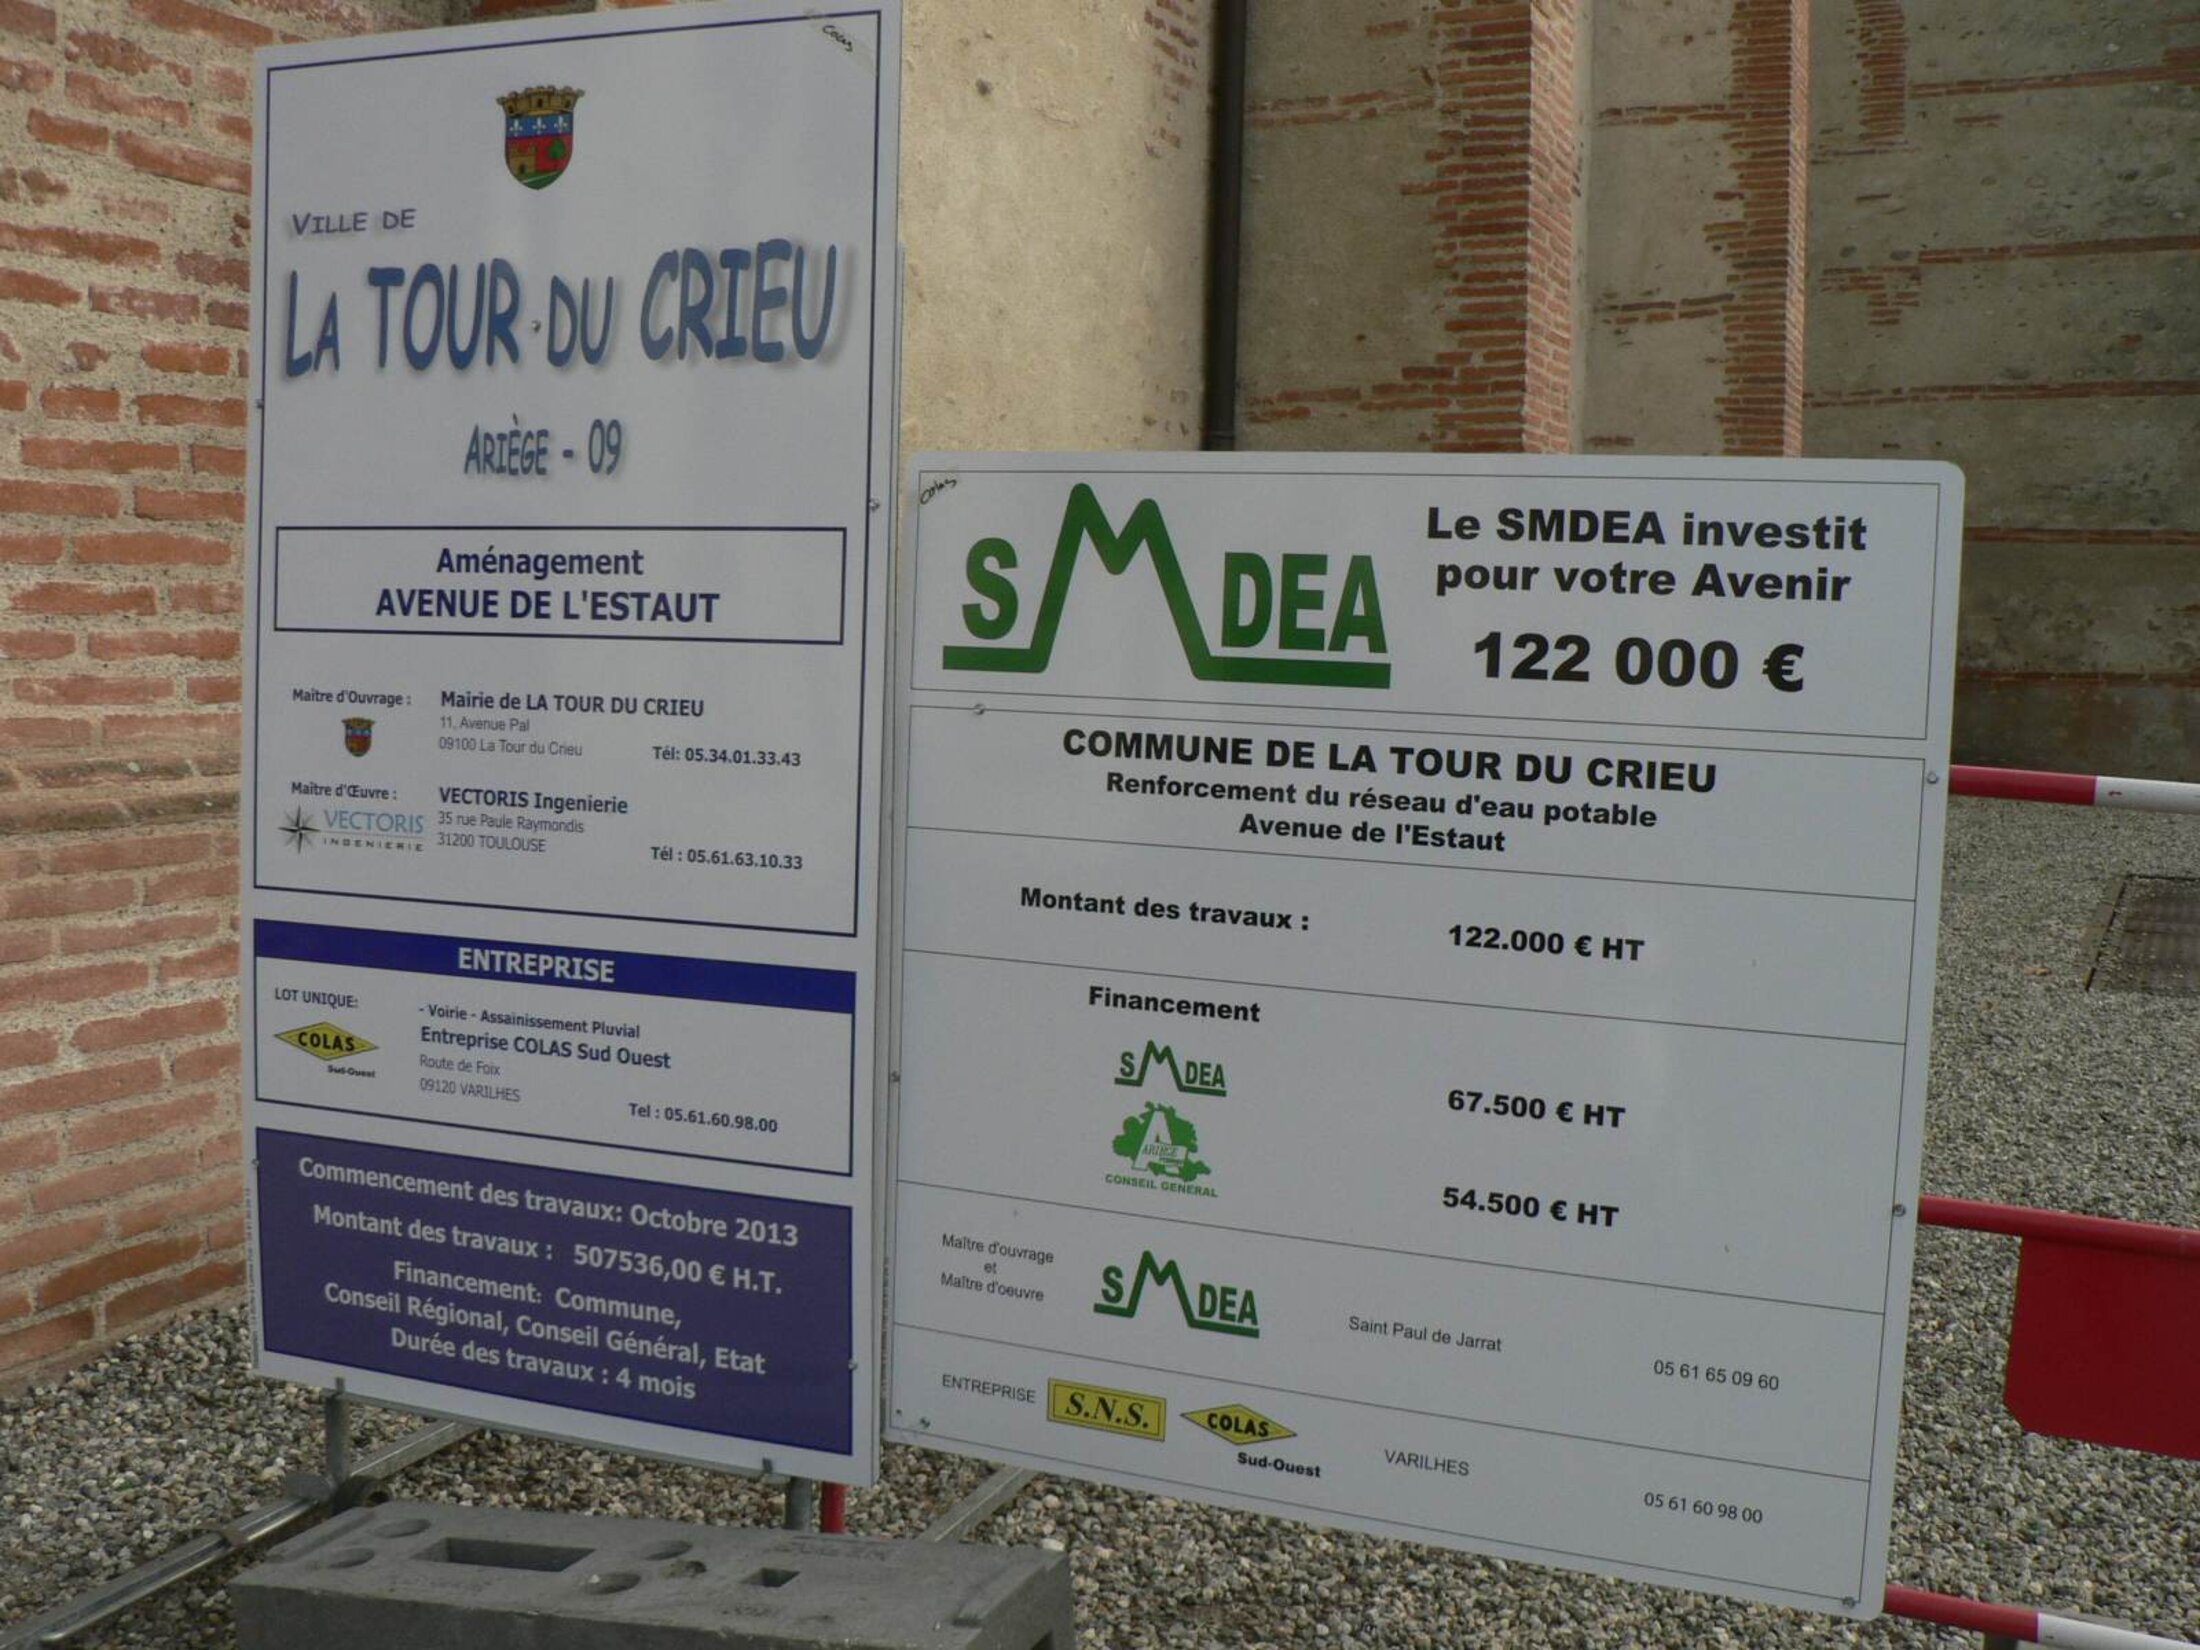 Colas
VILLE DE
LA TOUR DU CRIEU
ARIÈGE - 09
Aménagement
AVENUE DE L'ESTAUT
Maître d'Ouvrage :
Mairie de LA TOUR DU CRIEU
11, Avenue Pal
09100 La Tour du Crieu
Tél: 05.34.01.33.43
Maître d'Œuvre :
VECTORIS
INGENIERIE
VECTORIS Ingenierie
35 rue Paule Raymondis
31200 TOULOUSE
Tél : 05.61.63.10.33
ENTREPRISE
LOT UNIQUE:
COLAS
Sud-Ouest
- Voirie - Assainissement Pluvial
Entreprise COLAS Sud Ouest
Route de Foix
09120 VARILHES
Tel : 05.61.60.98.00
Commencement des travaux: Octobre 2013
Montant des travaux : 507536,00 € H.T.
Financement: Commune,
Conseil Régional, Conseil Général, Etat
Durée des travaux : 4 mois
Colas
SMDEA
Le SMDEA investit
pour votre Avenir
122 000 €
COMMUNE DE LA TOUR DU CRIEU
Renforcement du réseau d'eau potable
Avenue de l'Estaut
Montant des travaux : 122.000 € HT
Financement
SMDEA
67.500 € HT
A
ARIEGE
CONSEIL GENERAL
54.500 € HT
Maître d'ouvrage
et
Maître d'oeuvre
SMDEA
Saint Paul de Jarrat
05 61 65 09 60
ENTREPRISE
S.N.S.
COLAS
Sud-Ouest
VARILHES
05 61 60 98 00